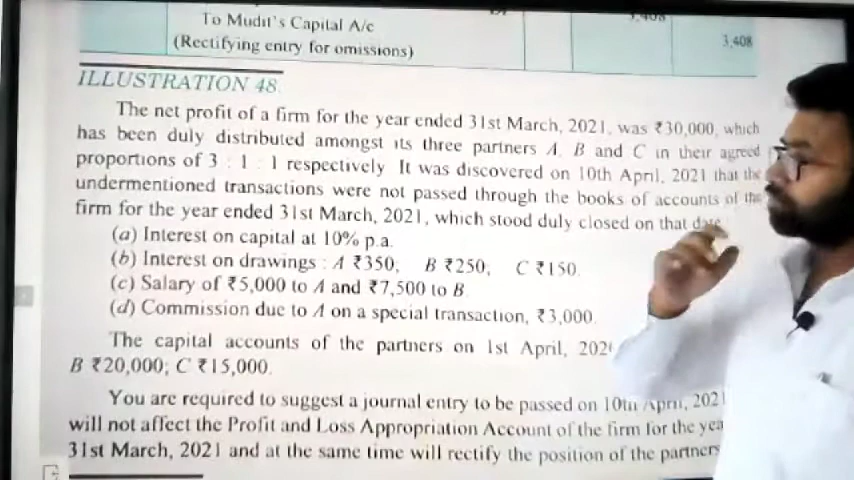 To Mudit's Capital A/c
(Rectifying entry for omissions)
3,408
3,408
ILLUSTRATION 48.
The net profit of a firm for the year ended 31st March, 2021, was ₹30,000, which
has been duly distributed amongst its three partners A, B and C in their agreed
proportions of 3 : 1 : 1 respectively It was discovered on 10th April, 2021 that the
undermentioned transactions were not passed through the books of accounts of the
firm for the year ended 31st March, 2021, which stood duly closed on that date.
(a) Interest on capital at 10% p.a.
(b) Interest on drawings : A ₹350; B ₹250; C ₹150.
(c) Salary of ₹5,000 to A and ₹7,500 to B.
(d) Commission due to A on a special transaction, ₹3,000.
The capital accounts of the partners on 1st April,
B ₹20,000; C ₹15,000.
You are required to suggest a journal entry to be passed on 10th April, 2021
will not affect the Profit and Loss Appropriation Account of the firm for the
31st March, 2021 and at the same time will rectify the position of the partners